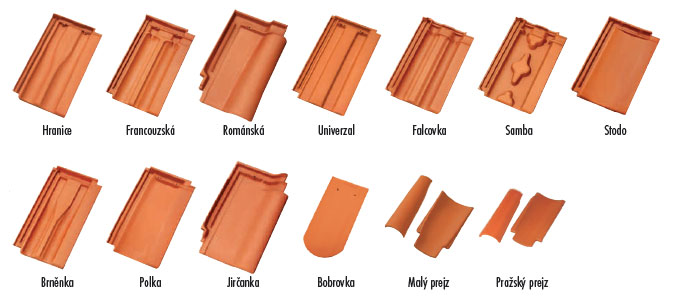 Hranice
Francouzská
Románská
Univerzal
Falcovka
Samba
Stodo
Brněnka
Polka
Jirčanka
Bobrovka
Malý prejz
Pražský prejz